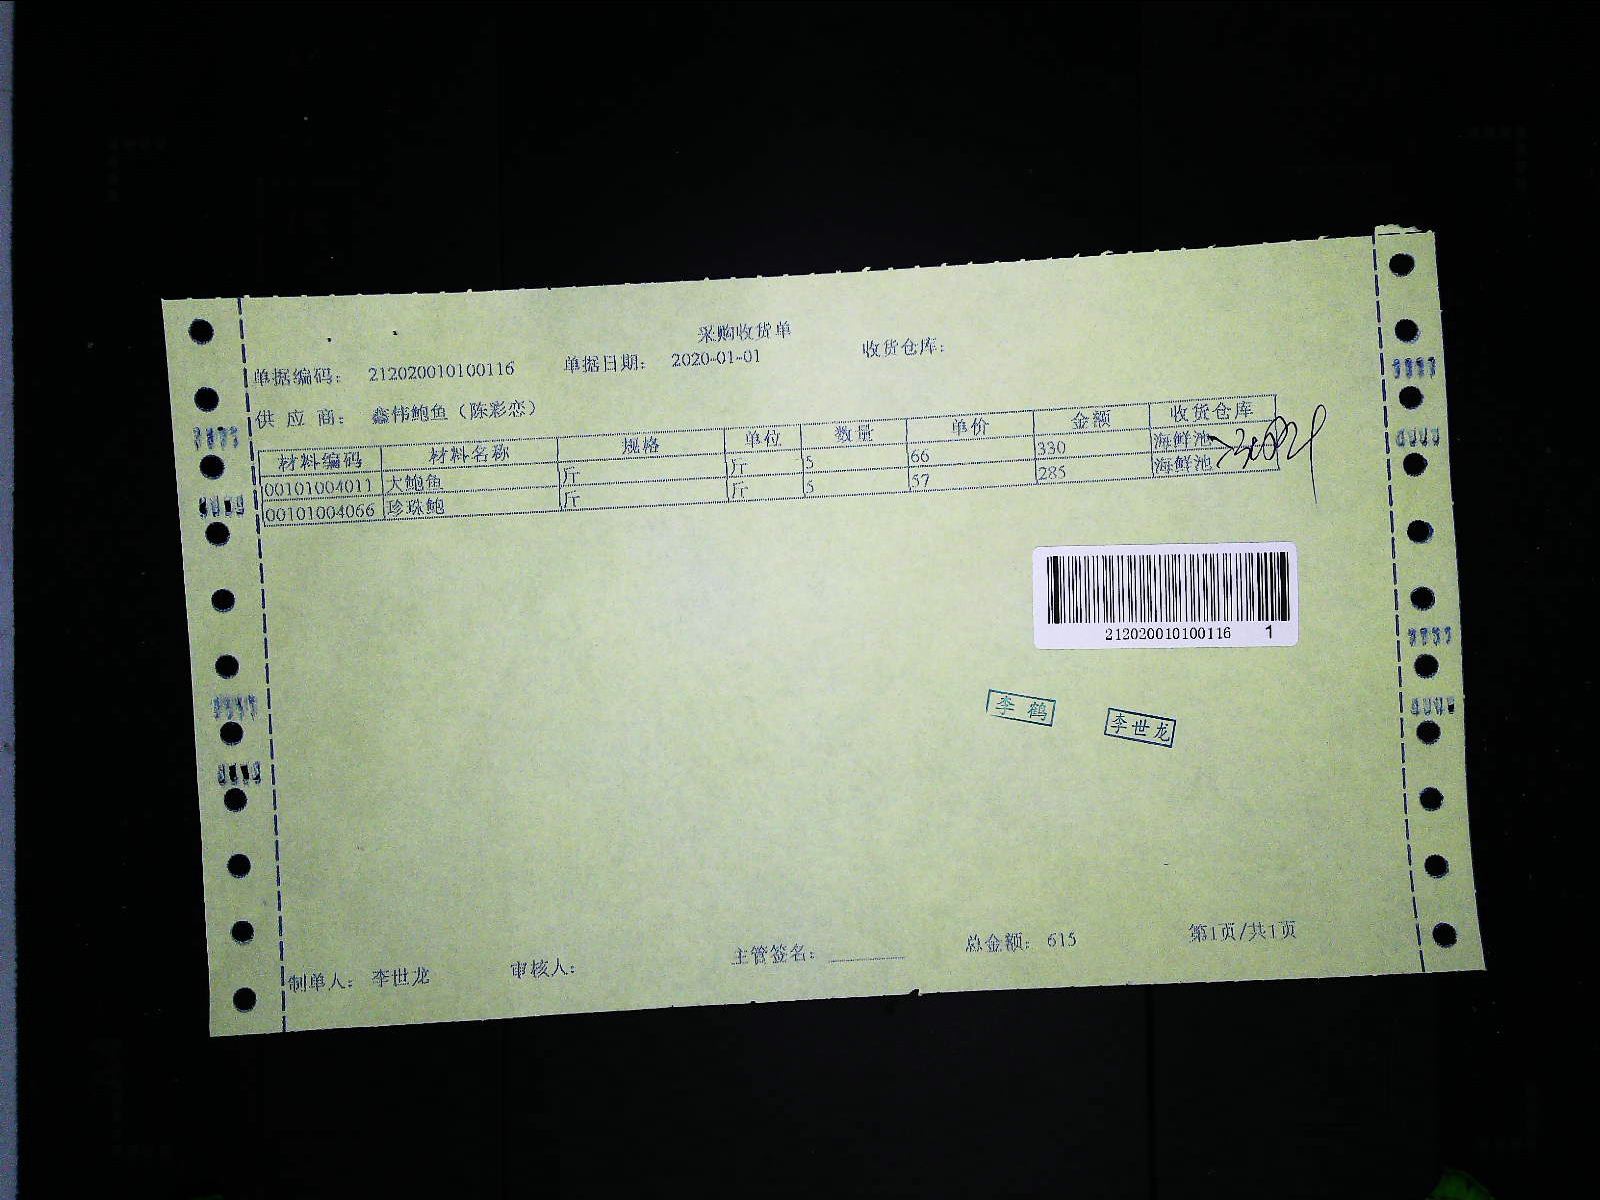 采购收货单
单据编码： 212020010100116 单据日期： 2020-01-01 收货仓库：
供 应 商： 鑫伟鲍鱼（陈彩恋）
材料编码 材料名称 规格 单位 数量 单价 金额 收货仓库
00101004011 大鲍鱼 斤 斤 5 66 330 海鲜池
00101004066 珍珠鲍 斤 斤 5 57 285 海鲜池
212020010100116 1
李鹤
李世龙
制单人： 李世龙 审核人： 主管签名： 总金额： 615 第1页/共1页